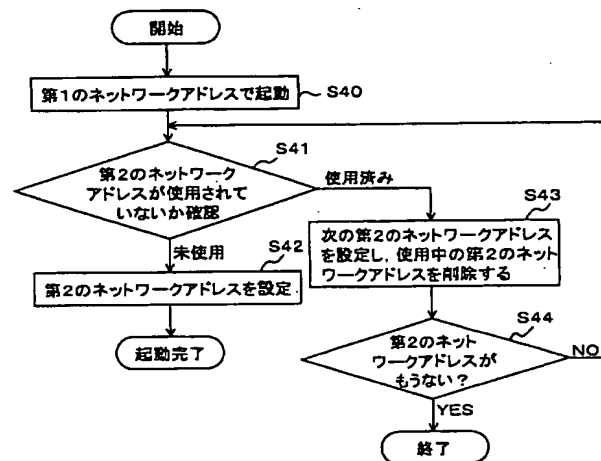 開始
第1のネットワークアドレスで起動
S40
S41
第2のネットワーク
アドレスが使用されて
いないか確認
使用済み
未使用
S42
第2のネットワークアドレスを設定
起動完了
S43
次の第2のネットワークアドレス
を設定し,使用中の第2のネット
ワークアドレスを削除する
S44
第2のネット
ワークアドレスが
もうない?
NO
YES
終了